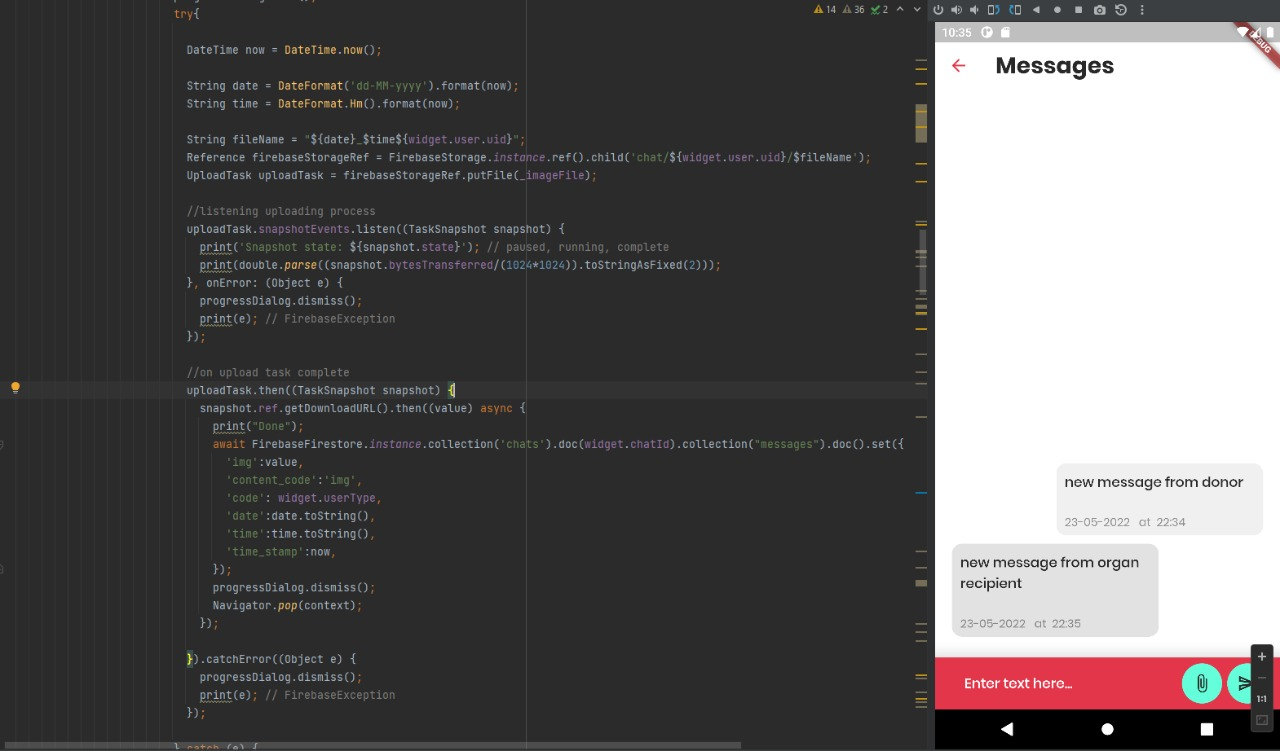 try{
DateTime now = DateTime.now();
String date = DateFormat('dd-MM-yyyy').format(now);
String time = DateFormat.Hm().format(now);
String fileName = "${date}_$time${widget.user.uid}";
Reference firebaseStorageRef = FirebaseStorage.instance.ref().child('chat/${widget.user.uid}/$fileName');
UploadTask uploadTask = firebaseStorageRef.putFile(_imageFile);
//listening uploading process
uploadTask.snapshotEvents.listen((TaskSnapshot snapshot) {
print('Snapshot state: ${snapshot.state}'); // paused, running, complete
print(double.parse((snapshot.bytesTransferred/(1024*1024)).toStringAsFixed(2)));
}, onError: (Object e) {
progressDialog.dismiss();
print(e); // FirebaseException
});
//on upload task complete
uploadTask.then((TaskSnapshot snapshot) {
snapshot.ref.getDownloadURL().then((value) async {
print("Done");
await FirebaseFirestore.instance.collection('chats').doc(widget.chatId).collection("messages").doc().set({
'img':value,
'content_code':'img',
'code': widget.userType,
'date':date.toString(),
'time':time.toString(),
'time_stamp':now,
});
progressDialog.dismiss();
Navigator.pop(context);
});
}).catchError((Object e) {
progressDialog.dismiss();
print(e); // FirebaseException
});
} catch (e) {
14 36 2
10:35
DEBUG
Messages
new message from donor
23-05-2022 at 22:34
new message from organ
recipient
23-05-2022 at 22:35
Enter text here...
1:1